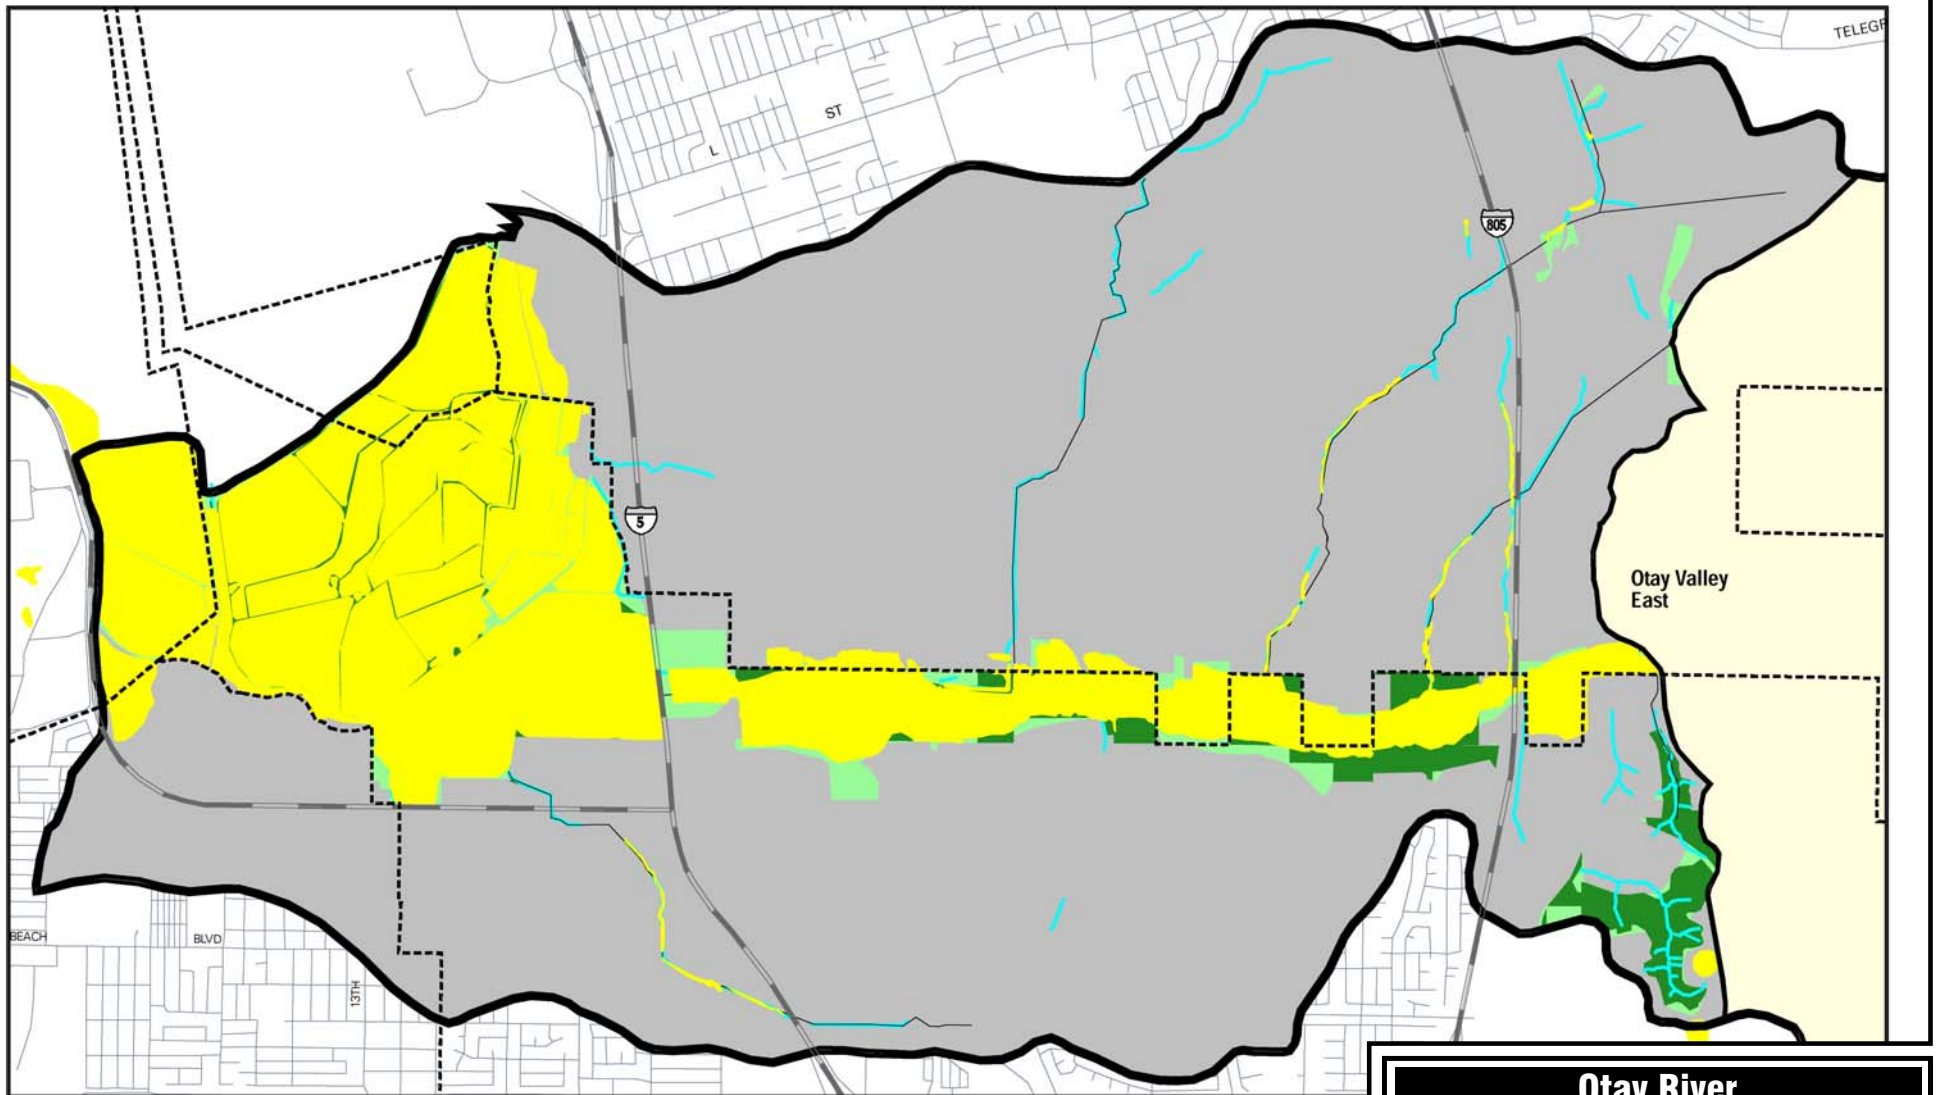 TELEGR
ST
L
805
5
Otay Valley
East
BEACH
BLVD
13TH
Otay River